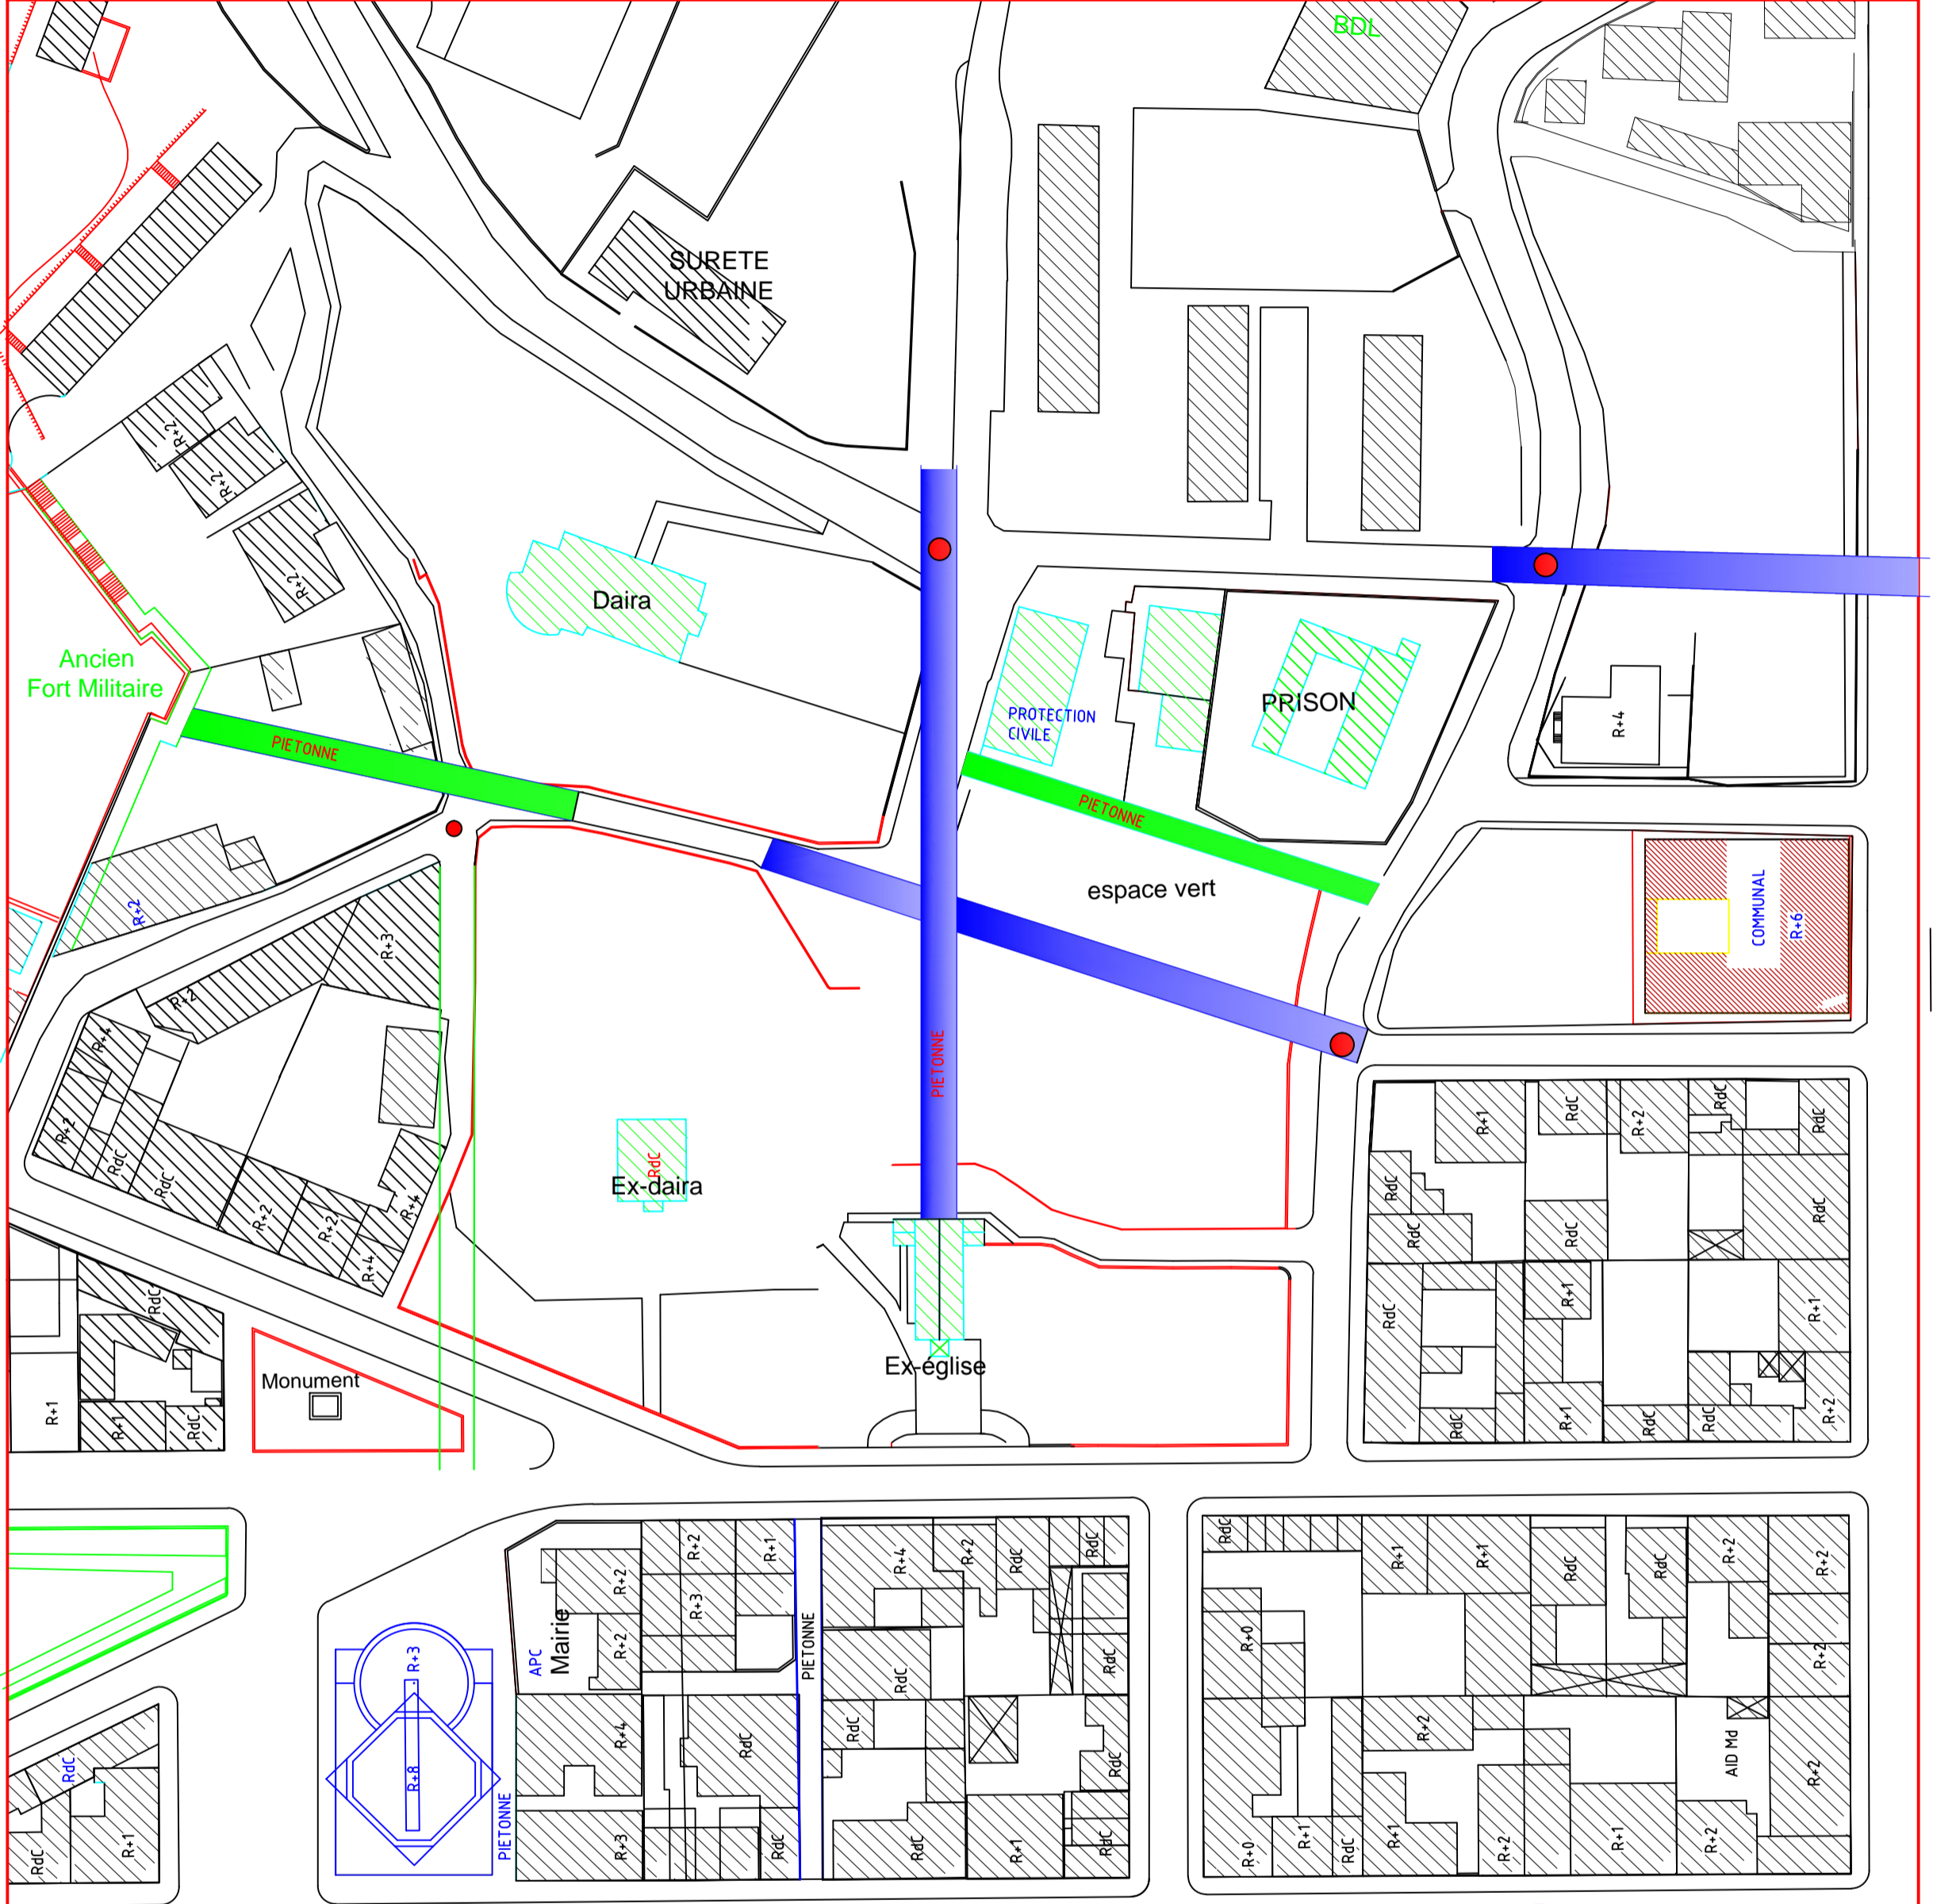 BDL
SURETE
URBAINE
R+2
R+2
R+2
Daira
Ancien
Fort Militaire
PROTECTION
CIVILE
PRISON
R+4
PIETONNE
PIETONNE
espace vert
COMMUNAL
R+6
R+2
R+3
R+2
R+4
R+2
RdC
RdC
R+2
R+2
R+4
R+4
PIETONNE
RdC
Ex-daira
Ex-église
Monument
RdC
R+1
R+1
RdC
R+1
RdC
R+2
RdC
RdC
RdC
RdC
RdC
RdC
RdC
R+1
R+1
RdC
R+1
RdC
RdC
R+2
R+2
R+2
R+1
R+3
R+2
APC
Mairie
PIETONNE
R+4
R+2
RdC
RdC
RdC
RdC
RdC
RdC
RdC
R+1
RdC
R+3
R+8
PIETONNE
R+4
R+3
RdC
RdC
RdC
RdC
R+1
RdC
R+1
R+1
RdC
RdC
R+2
R+2
R+0
R+2
R+2
AID Md
R+2
R+0
R+1
RdC
R+1
R+2
R+1
R+2